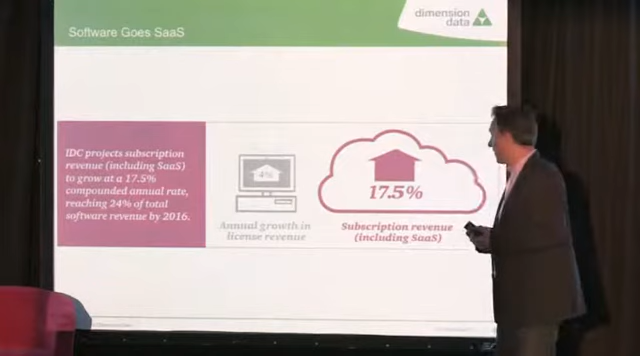 Software Goes SaaS
dimension
data
IDC projects subscription
revenue (including SaaS)
to grow at a 17.5%
compounded annual rate,
reaching 24% of total
software revenue by 2016.
4%
Annual growth in
license revenue
17.5%
Subscription revenue
(including SaaS)